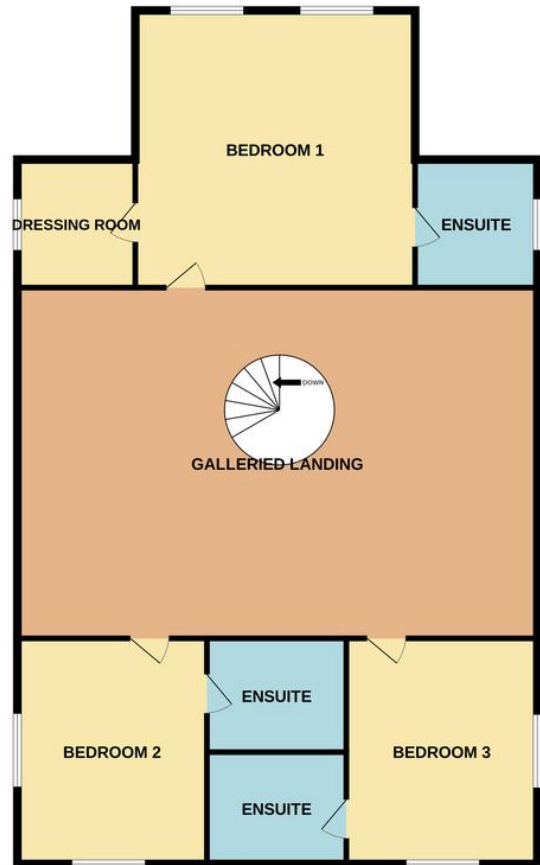 BEDROOM 1
DRESSING ROOM
ENSUITE
DOWN
GALLERIED LANDING
ENSUITE
BEDROOM 2
BEDROOM 3
ENSUITE